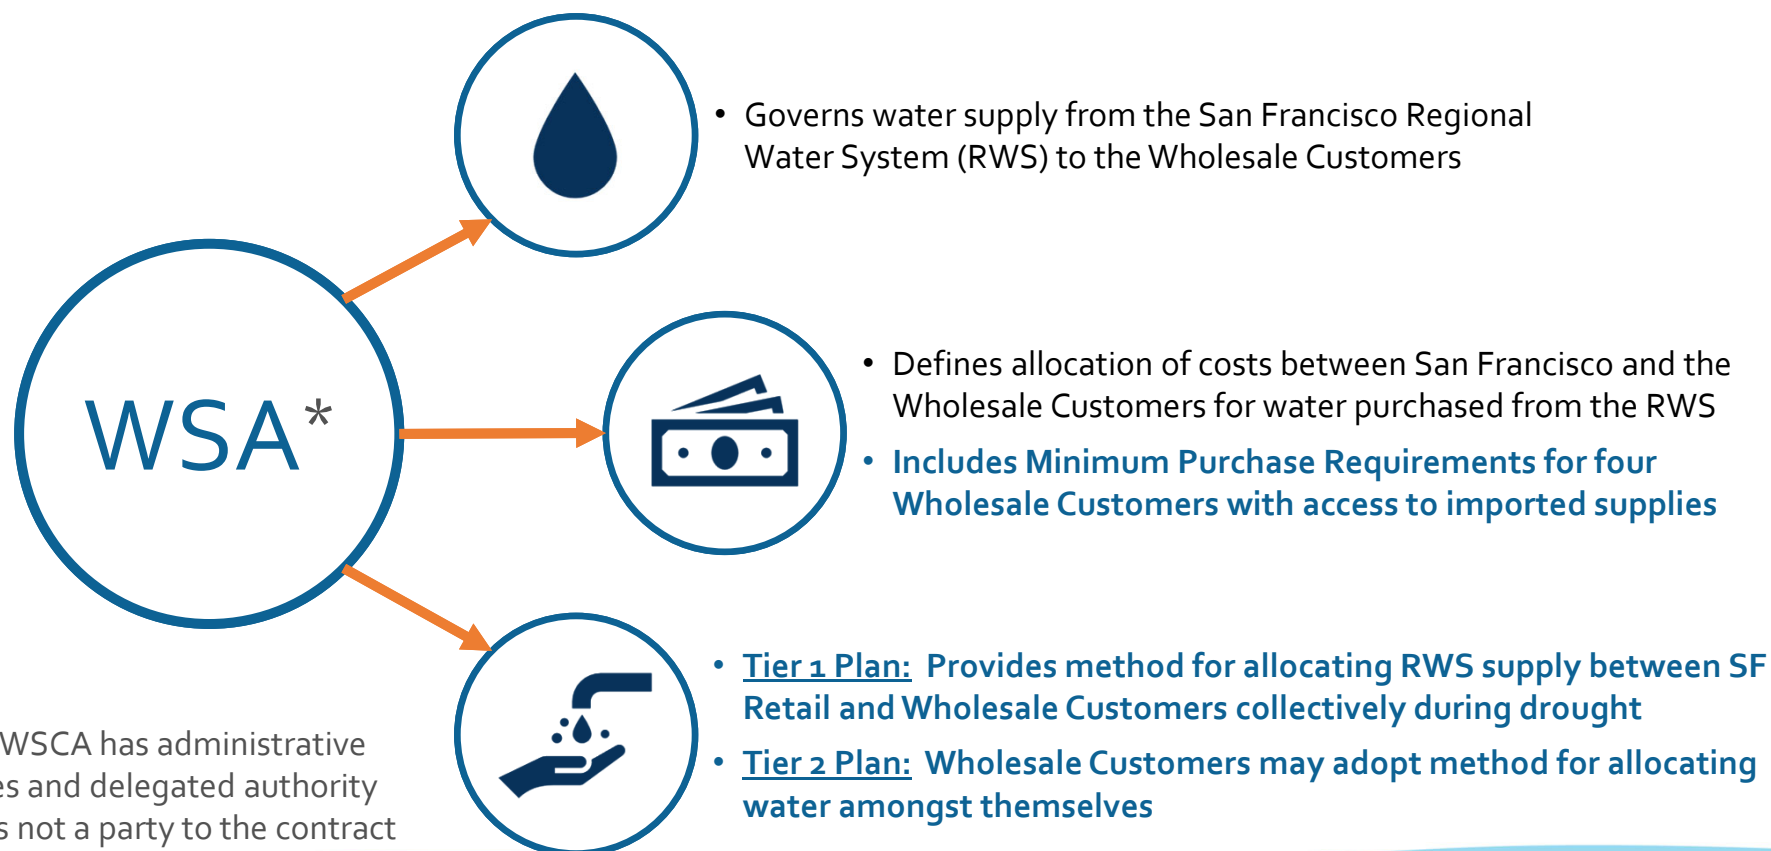 • Governs water supply from the San Francisco Regional
Water System (RWS) to the Wholesale Customers
WSA*
• Defines allocation of costs between San Francisco and the
Wholesale Customers for water purchased from the RWS
• Includes Minimum Purchase Requirements for four
Wholesale Customers with access to imported supplies
• Tier 1 Plan: Provides method for allocating RWS supply between SF
Retail and Wholesale Customers collectively during drought
• Tier 2 Plan: Wholesale Customers may adopt method for allocating
water amongst themselves
WSCA has administrative
and delegated authority
not a party to the contract